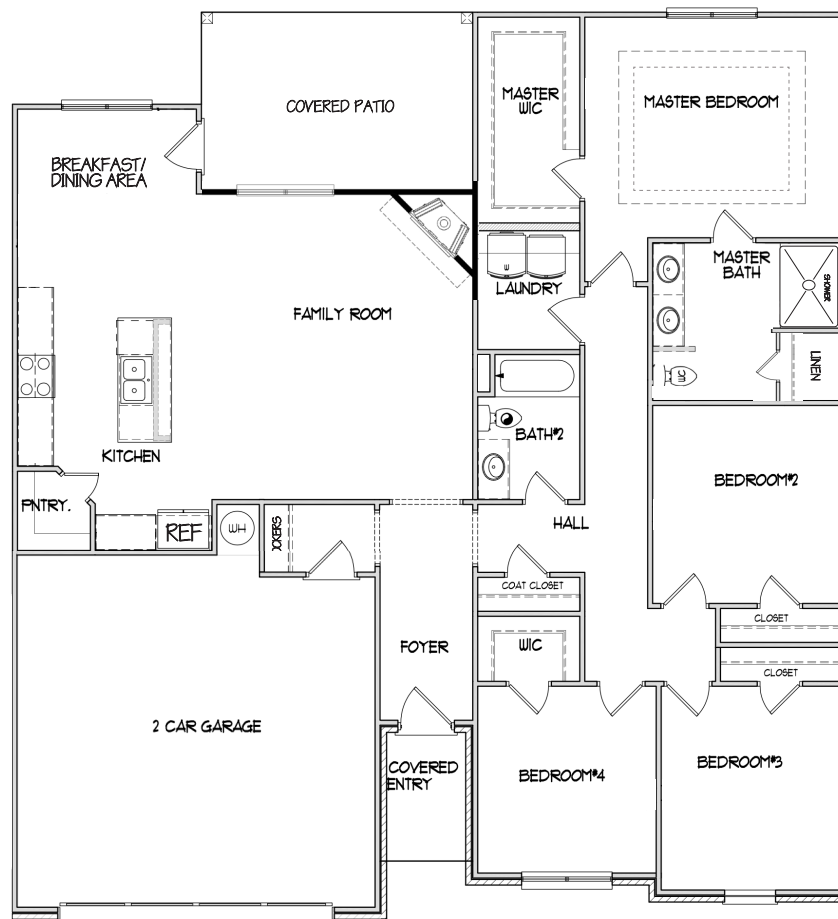 COVERED PATIO
MASTER
WIC
MASTER BEDROOM
BREAKFAST/
DINING AREA
MASTER
BATH
SHOWER
W
LAUNDRY
FAMILY ROOM
LINEN
WC
BATH#2
KITCHEN
BEDROOM#2
PNTRY.
REF
WH
OCKERS
HALL
COAT CLOSET
CLOSET
FOYER
WIC
CLOSET
2 CAR GARAGE
COVERED
ENTRY
BEDROOM#4
BEDROOM#3